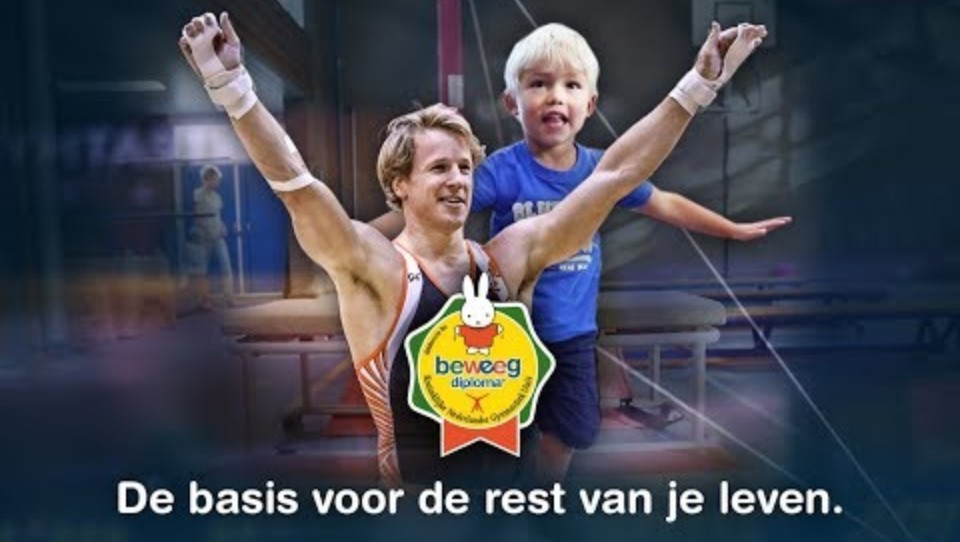 beweeg
diploma
Koninklijke Nederlandse Gymnastiek Unie
De basis voor de rest van je leven.